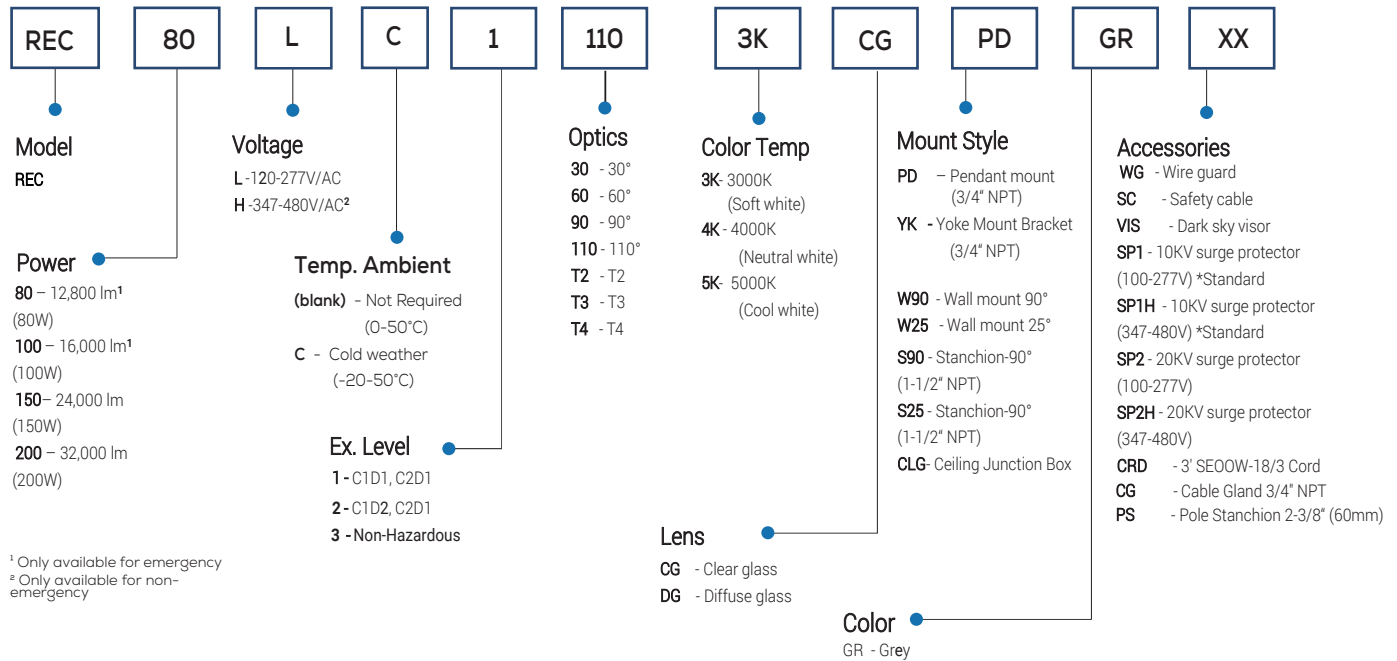 REC 80 L C 1 110 3K CG PD GR XX
Model
REC
Power
80 – 12,800 lm¹
(80W)
100 – 16,000 lm¹
(100W)
150– 24,000 lm
(150W)
200 – 32,000 lm
(200W)
¹ Only available for emergency
² Only available for non-
emergency
Voltage
L -120-277V/AC
H -347-480V/AC²
Temp. Ambient
(blank) - Not Required
(0-50°C)
C - Cold weather
(-20-50°C)
Ex. Level
1 - C1D1, C2D1
2 - C1D2, C2D1
3 - Non-Hazardous
Optics
30 - 30°
60 - 60°
90 - 90°
110 - 110°
T2 - T2
T3 - T3
T4 - T4
Color Temp
3K- 3000K
(Soft white)
4K - 4000K
(Neutral white)
5K- 5000K
(Cool white)
Lens
CG - Clear glass
DG - Diffuse glass
Mount Style
PD – Pendant mount
(3/4" NPT)
YK - Yoke Mount Bracket
(3/4" NPT)
W90 - Wall mount 90°
W25 - Wall mount 25°
S90 - Stanchion-90°
(1-1/2" NPT)
S25 - Stanchion-90°
(1-1/2" NPT)
CLG- Ceiling Junction Box
Color
GR - Grey
Accessories
WG - Wire guard
SC - Safety cable
VIS - Dark sky visor
SP1 - 10KV surge protector
(100-277V) *Standard
SP1H - 10KV surge protector
(347-480V) *Standard
SP2 - 20KV surge protector
(100-277V)
SP2H - 20KV surge protector
(347-480V)
CRD - 3' SEOOW-18/3 Cord
CG - Cable Gland 3/4" NPT
PS - Pole Stanchion 2-3/8" (60mm)